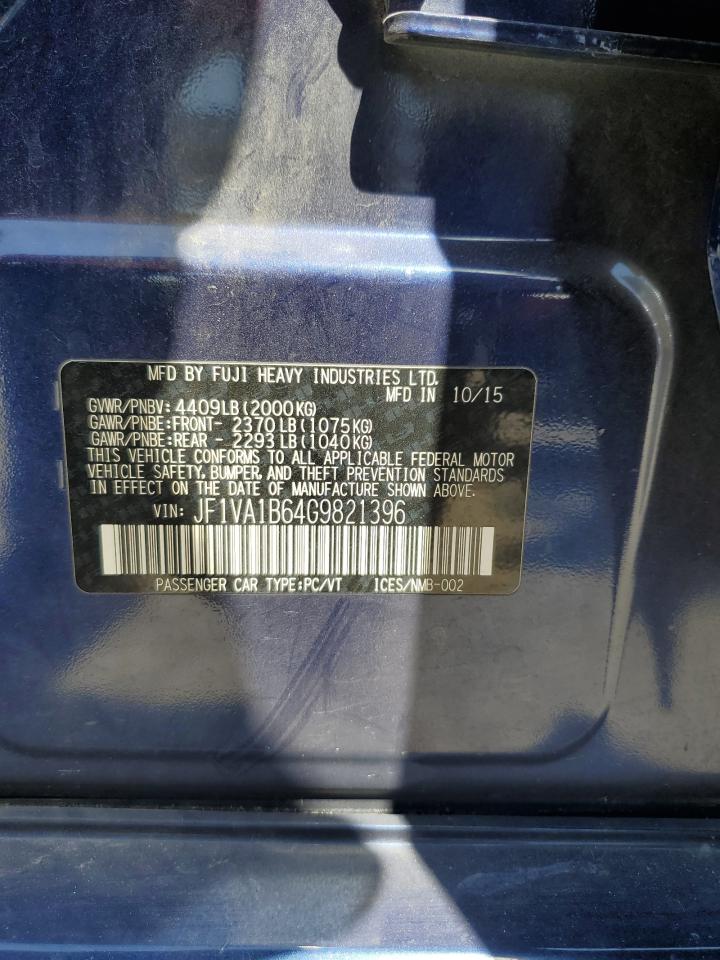 MFD BY FUJI HEAVY INDUSTRIES LTD.
MFD IN 10/15
GVWR/PNBV: 4409LB(2000KG)
GAWR/PNBE:FRONT- 2370LB(1075KG)
GAWR/PNBE:REAR - 2293LB(1040KG)
THIS VEHICLE CONFORMS TO ALL APPLICABLE FEDERAL MOTOR
VEHICLE SAFETY, BUMPER, AND THEFT PREVENTION STANDARDS
IN EFFECT ON THE DATE OF MANUFACTURE SHOWN ABOVE.
VIN: JF1VA1B64G9821396
PASSENGER CAR TYPE:PC/VT ICES/NMB-002